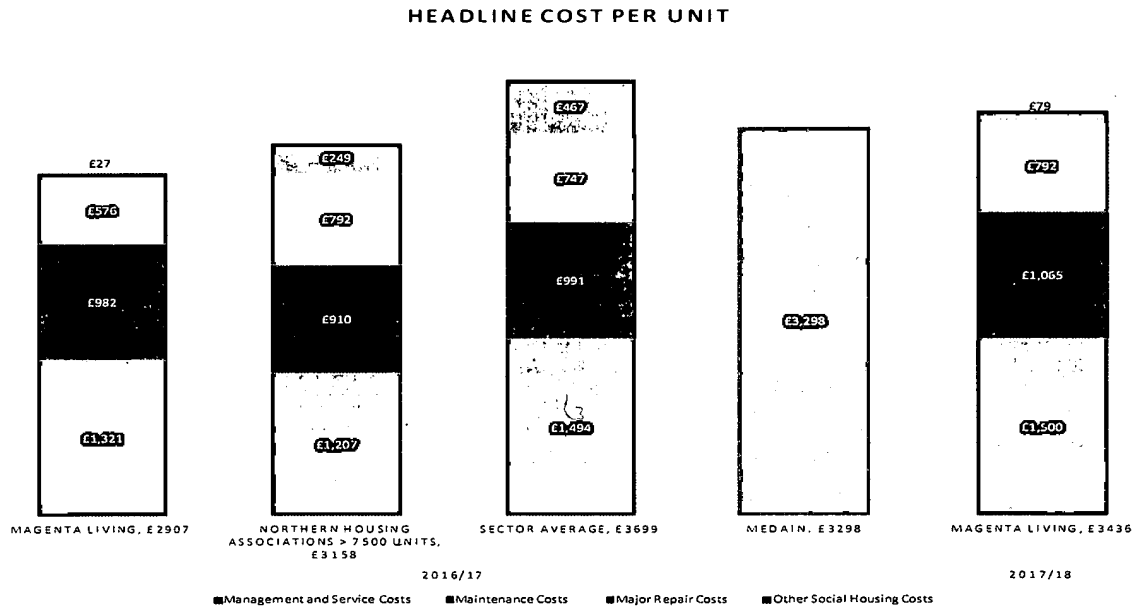 HEADLINE COST PER UNIT
£27
£576
£982
£1,321
£249
£792
£910
£1,207
£467
£747
£991
£1,494
£3,298
£79
£792
£1,065
£1,500
MAGENTA LIVING, £2907
NORTHERN HOUSING
ASSOCIATIONS > 7500 UNITS,
£3158
SECTOR AVERAGE, £3699
MEDAIN, £3298
MAGENTA LIVING, £3436
2016/17
2017/18
Management and Service Costs
Maintenance Costs
Major Repair Costs
Other Social Housing Costs